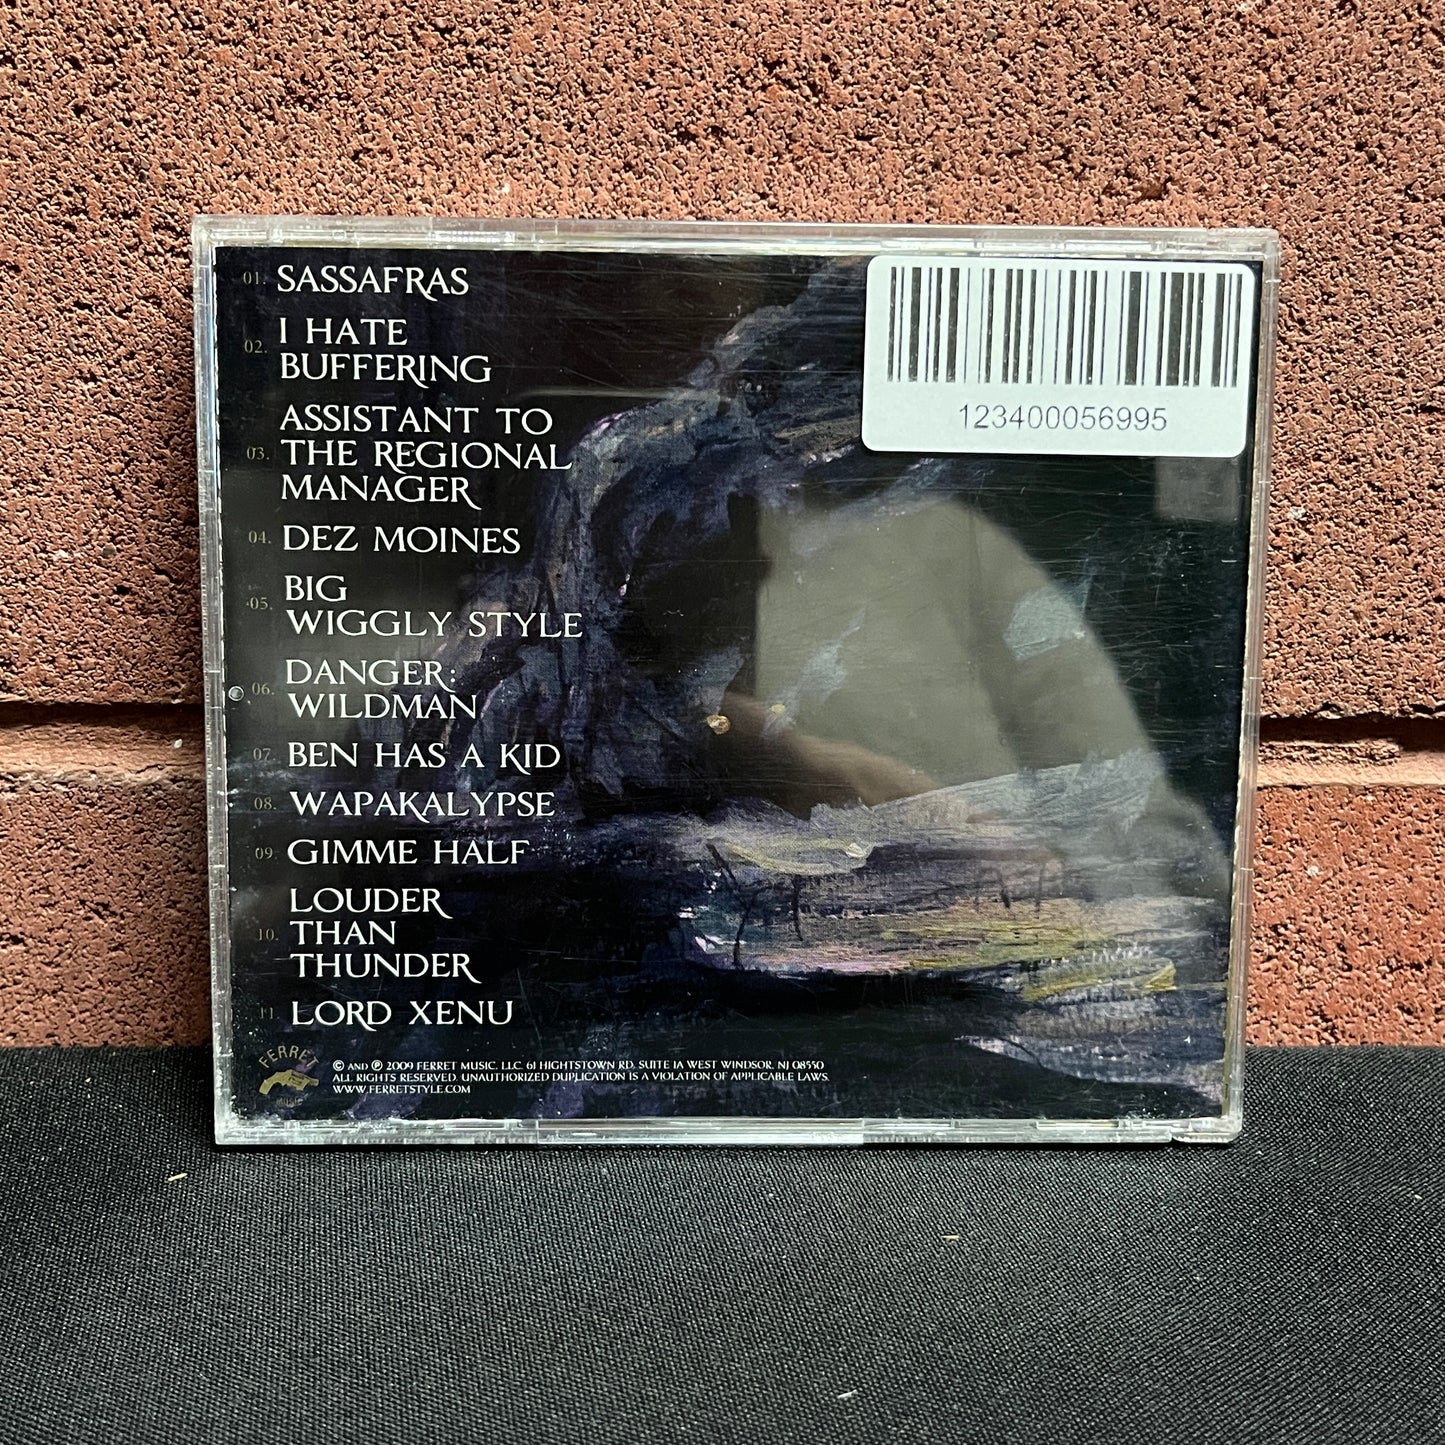 01. SASSAFRAS
02. I HATE
BUFFERING
03. ASSISTANT TO
THE REGIONAL
MANAGER
04. DEZ MOINES
05. BIG
WIGGLY STYLE
06. DANGER:
WILDMAN
07. BEN HAS A KID
08. WAPAKALYPSE
09. GIMME HALF
10. LOUDER
THAN
THUNDER
11. LORD XENU
123400056995
FERRET
MUSIC
© AND ℗ 2009 FERRET MUSIC, LLC. 61 HIGHTSTOWN RD, SUITE 1A WEST WINDSOR, NJ 08550
ALL RIGHTS RESERVED. UNAUTHORIZED DUPLICATION IS A VIOLATION OF APPLICABLE LAWS.
WWW.FERRETSTYLE.COM